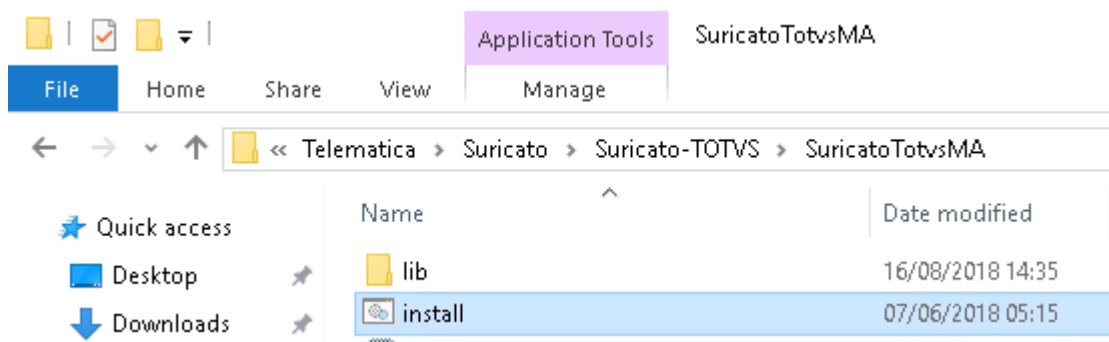 Application Tools SuricatoTotvsMA
File Home Share View Manage
« Telematica > Suricato > Suricato-TOTVS > SuricatoTotvsMA
Name Date modified
Quick access
lib 16/08/2018 14:35
Desktop
install 07/06/2018 05:15
Downloads